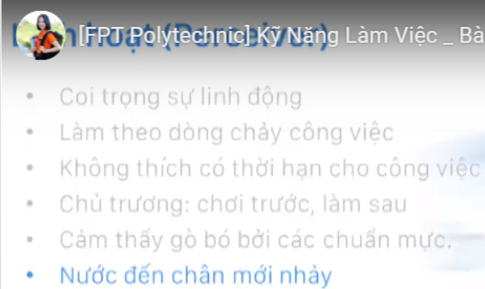 [FPT Polytechnic] Kỹ Năng Làm Việc _ Bà
hoạt (Perceiver)
• Coi trọng sự linh động
• Làm theo dòng chảy công việc
• Không thích có thời hạn cho công việc
• Chủ trương: chơi trước, làm sau
• Cảm thấy gò bó bởi các chuẩn mực.
• Nước đến chân mới nhảy